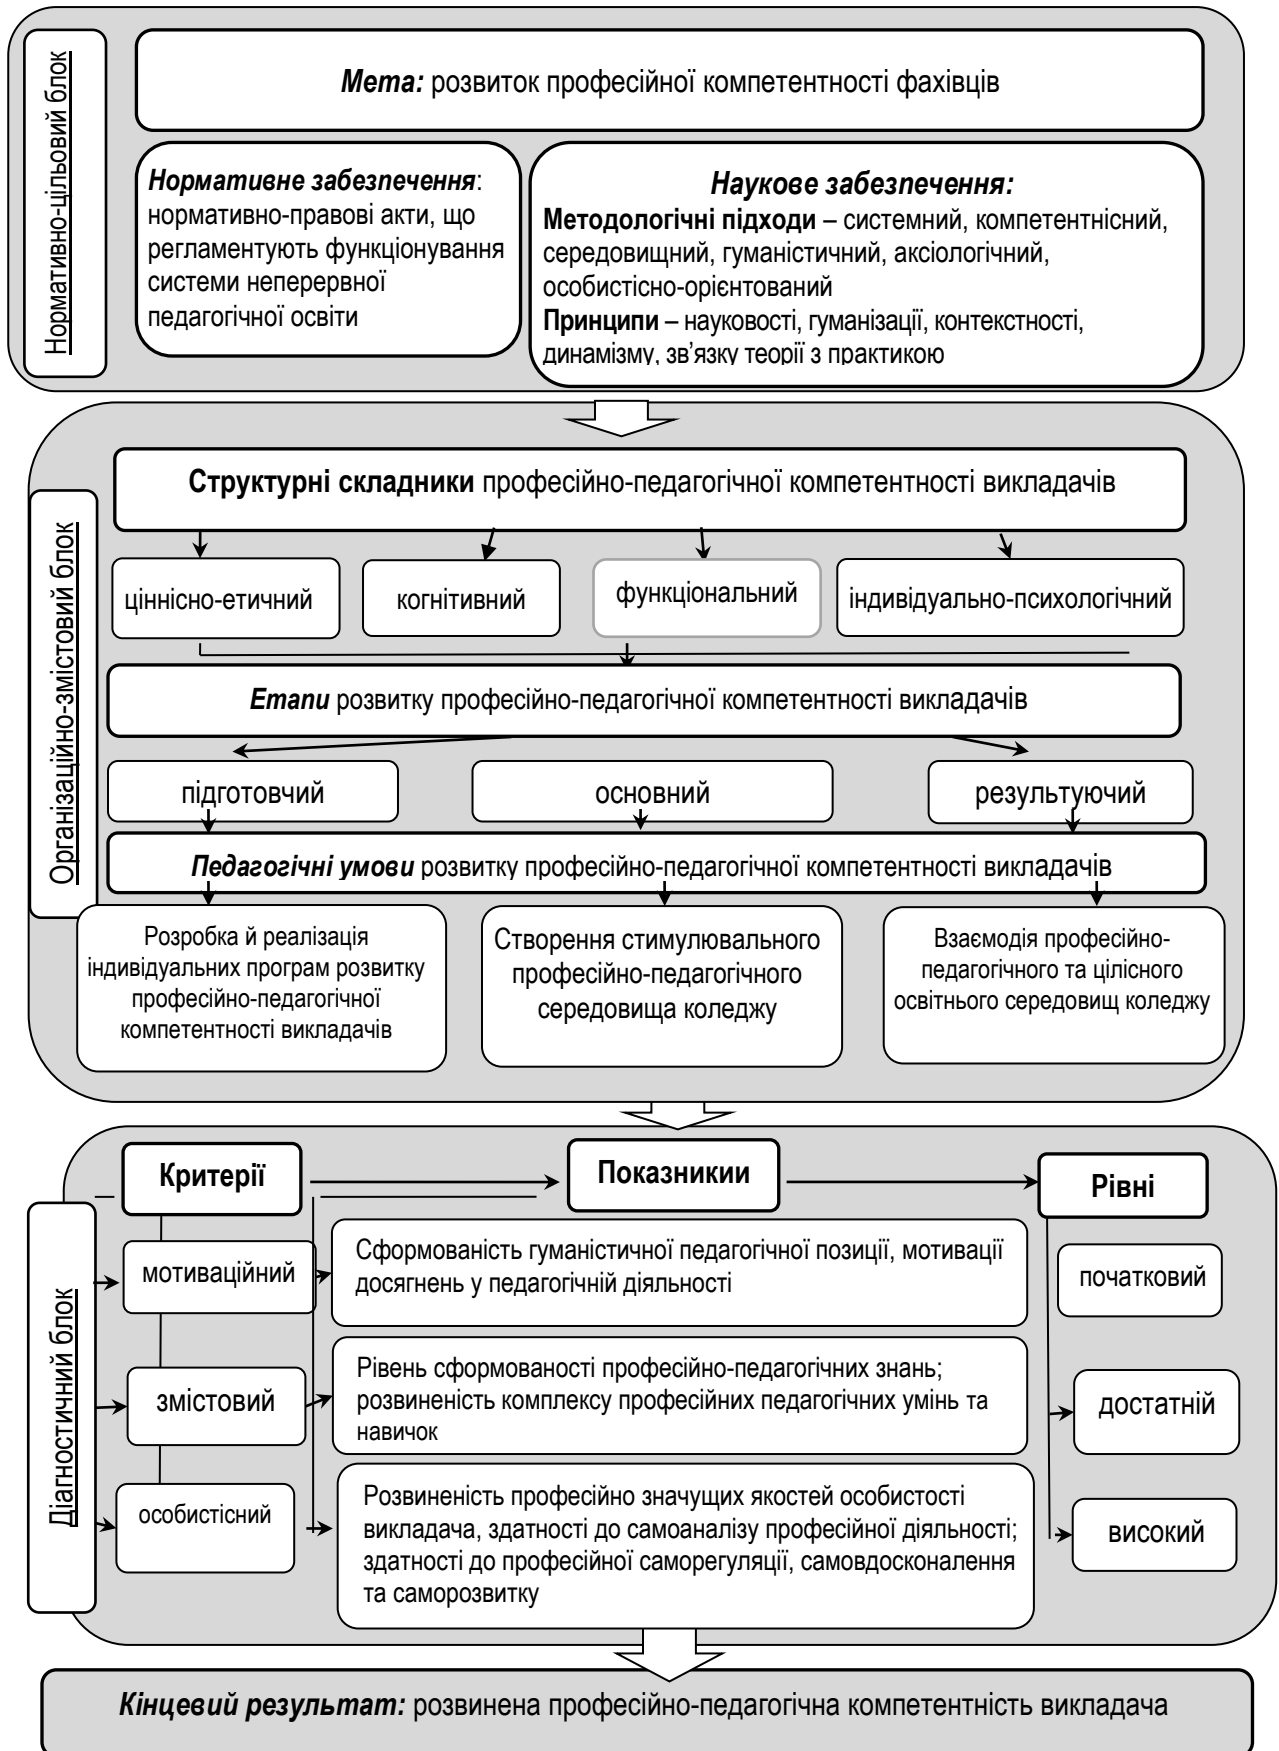 Нормативно-цільовий блок
Мета: розвиток професійної компетентності фахівців
Нормативне забезпечення:
нормативно-правові акти, що
регламентують функціонування
системи неперервної
педагогічної освіти
Наукове забезпечення:
Методологічні підходи – системний, компетентнісний,
середовищний, гуманістичний, аксіологічний,
особистісно-орієнтований
Принципи – науковості, гуманізації, контекстності,
динамізму, зв’язку теорії з практикою
Організаційно-змістовий блок
Структурні складники професійно-педагогічної компетентності викладачів
ціннісно-етичний
когнітивний
функціональний
індивідуально-психологічний
Етапи розвитку професійно-педагогічної компетентності викладачів
підготовчий
основний
результуючий
Педагогічні умови розвитку професійно-педагогічної компетентності викладачів
Розробка й реалізація
індивідуальних програм розвитку
професійно-педагогічної
компетентності викладачів
Створення стимулювального
професійно-педагогічного
середовища коледжу
Взаємодія професійно-
педагогічного та цілісного
освітнього середовищ коледжу
Діагностичний блок
Критерії
Показникии
Рівні
мотиваційний
Сформованість гуманістичної педагогічної позиції, мотивації
досягнень у педагогічній діяльності
початковий
змістовий
Рівень сформованості професійно-педагогічних знань;
розвиненість комплексу професійних педагогічних умінь та
навичок
достатній
особистісний
Розвиненість професійно значущих якостей особистості
викладача, здатності до самоаналізу професійної діяльності;
здатності до професійної саморегуляції, самовдосконалення
та саморозвитку
високий
Кінцевий результат: розвинена професійно-педагогічна компетентність викладача